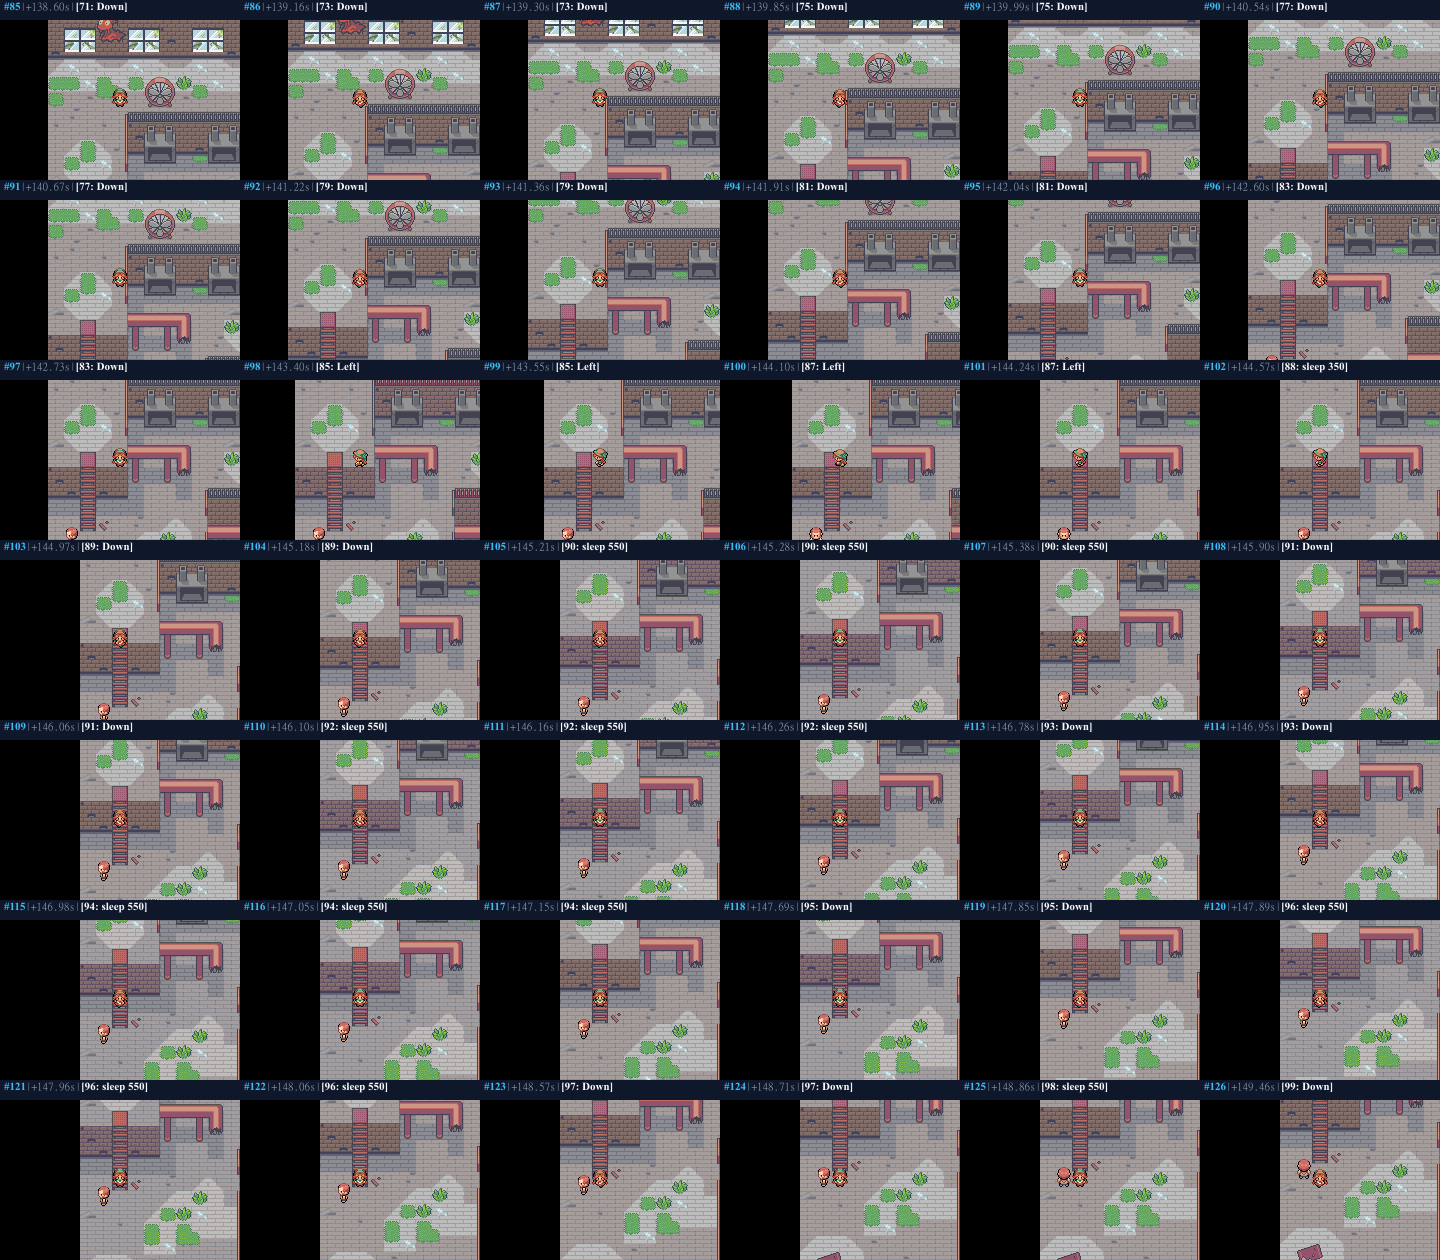 #85|+138.60s| [71: Down] #86|+139.16s| [73: Down] #87|+139.30s| [73: Down] #88|+139.85s| [75: Down] #89|+139.99s| [75: Down] #90|+140.54s| [77: Down]
#91|+140.67s| [77: Down] #92|+141.22s| [79: Down] #93|+141.36s| [79: Down] #94|+141.91s| [81: Down] #95|+142.04s| [81: Down] #96|+142.60s| [83: Down]
#97|+142.73s| [83: Down] #98|+143.40s| [85: Left] #99|+143.55s| [85: Left] #100|+144.10s| [87: Left] #101|+144.24s| [87: Left] #102|+144.57s| [88: sleep 350]
#103|+144.97s| [89: Down] #104|+145.18s| [89: Down] #105|+145.21s| [90: sleep 550] #106|+145.28s| [90: sleep 550] #107|+145.38s| [90: sleep 550] #108|+145.90s| [91: Down]
#109|+146.06s| [91: Down] #110|+146.10s| [92: sleep 550] #111|+146.16s| [92: sleep 550] #112|+146.26s| [92: sleep 550] #113|+146.78s| [93: Down] #114|+146.95s| [93: Down]
#115|+146.98s| [94: sleep 550] #116|+147.05s| [94: sleep 550] #117|+147.15s| [94: sleep 550] #118|+147.69s| [95: Down] #119|+147.85s| [95: Down] #120|+147.89s| [96: sleep 550]
#121|+147.96s| [96: sleep 550] #122|+148.06s| [96: sleep 550] #123|+148.57s| [97: Down] #124|+148.71s| [97: Down] #125|+148.86s| [98: sleep 550] #126|+149.46s| [99: Down]